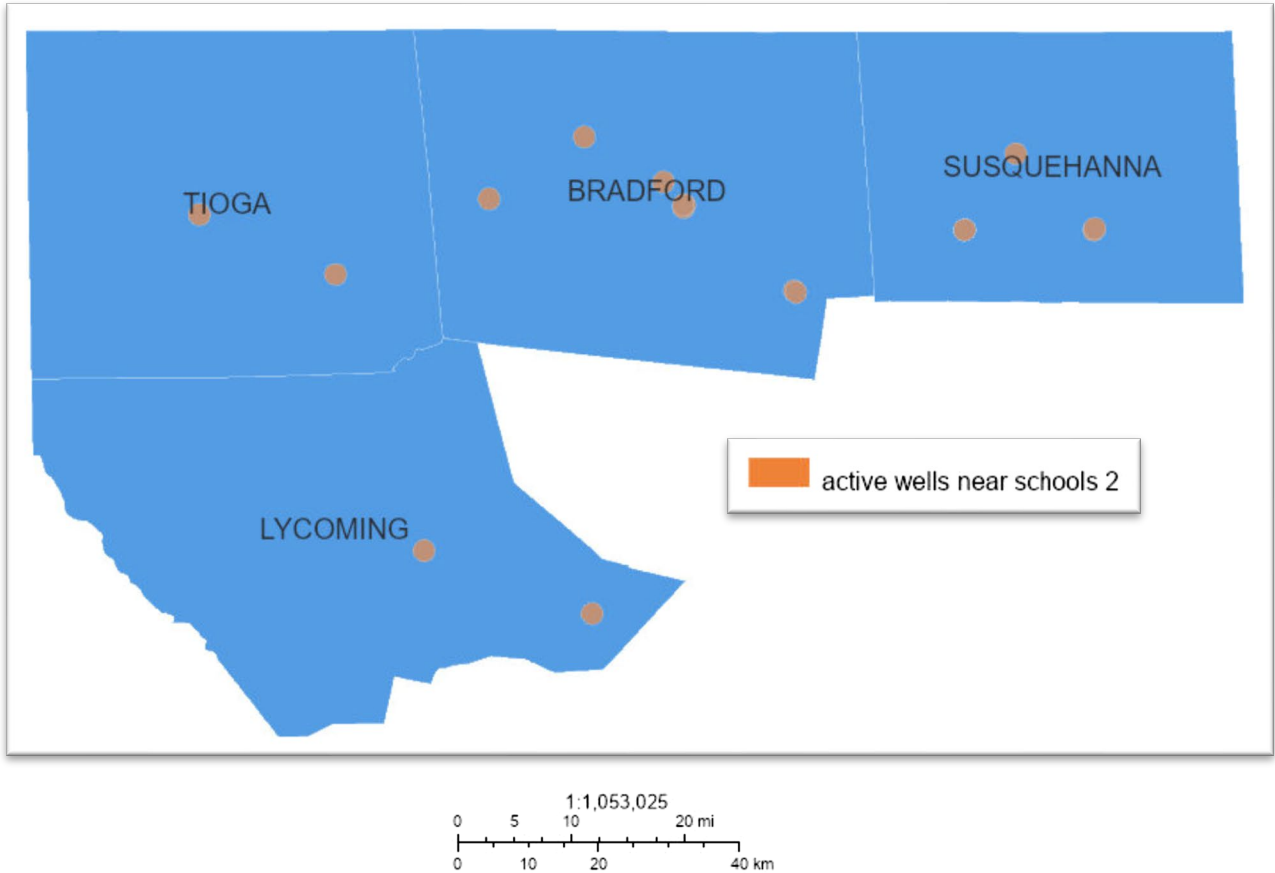 SUSQUEHANNA
BRADFORD
TIOGA
active wells near schools 2
LYCOMING
1:1,053,025
0 5 10 20 mi
0 10 20 40 km